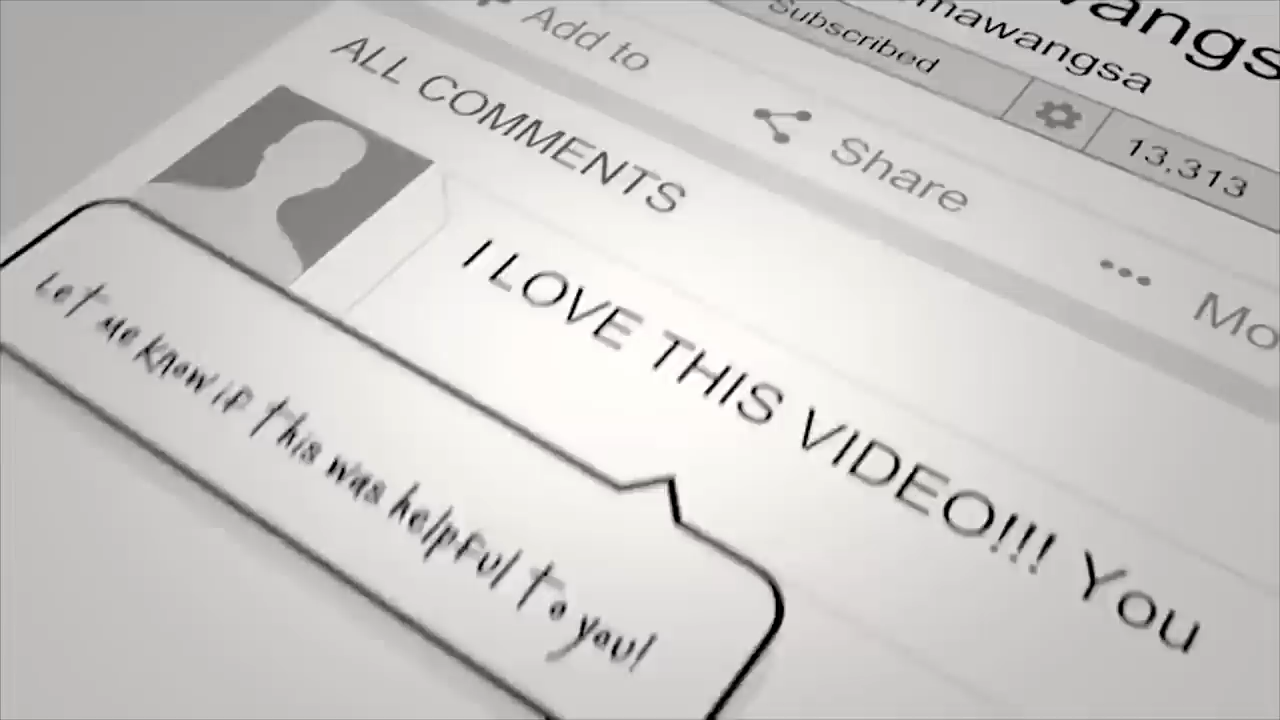 mawangsa
Subscribed
13,313
Add to
Share
ALL COMMENTS
I LOVE THIS VIDEO!!! You
Let me know if this was helpful to you!